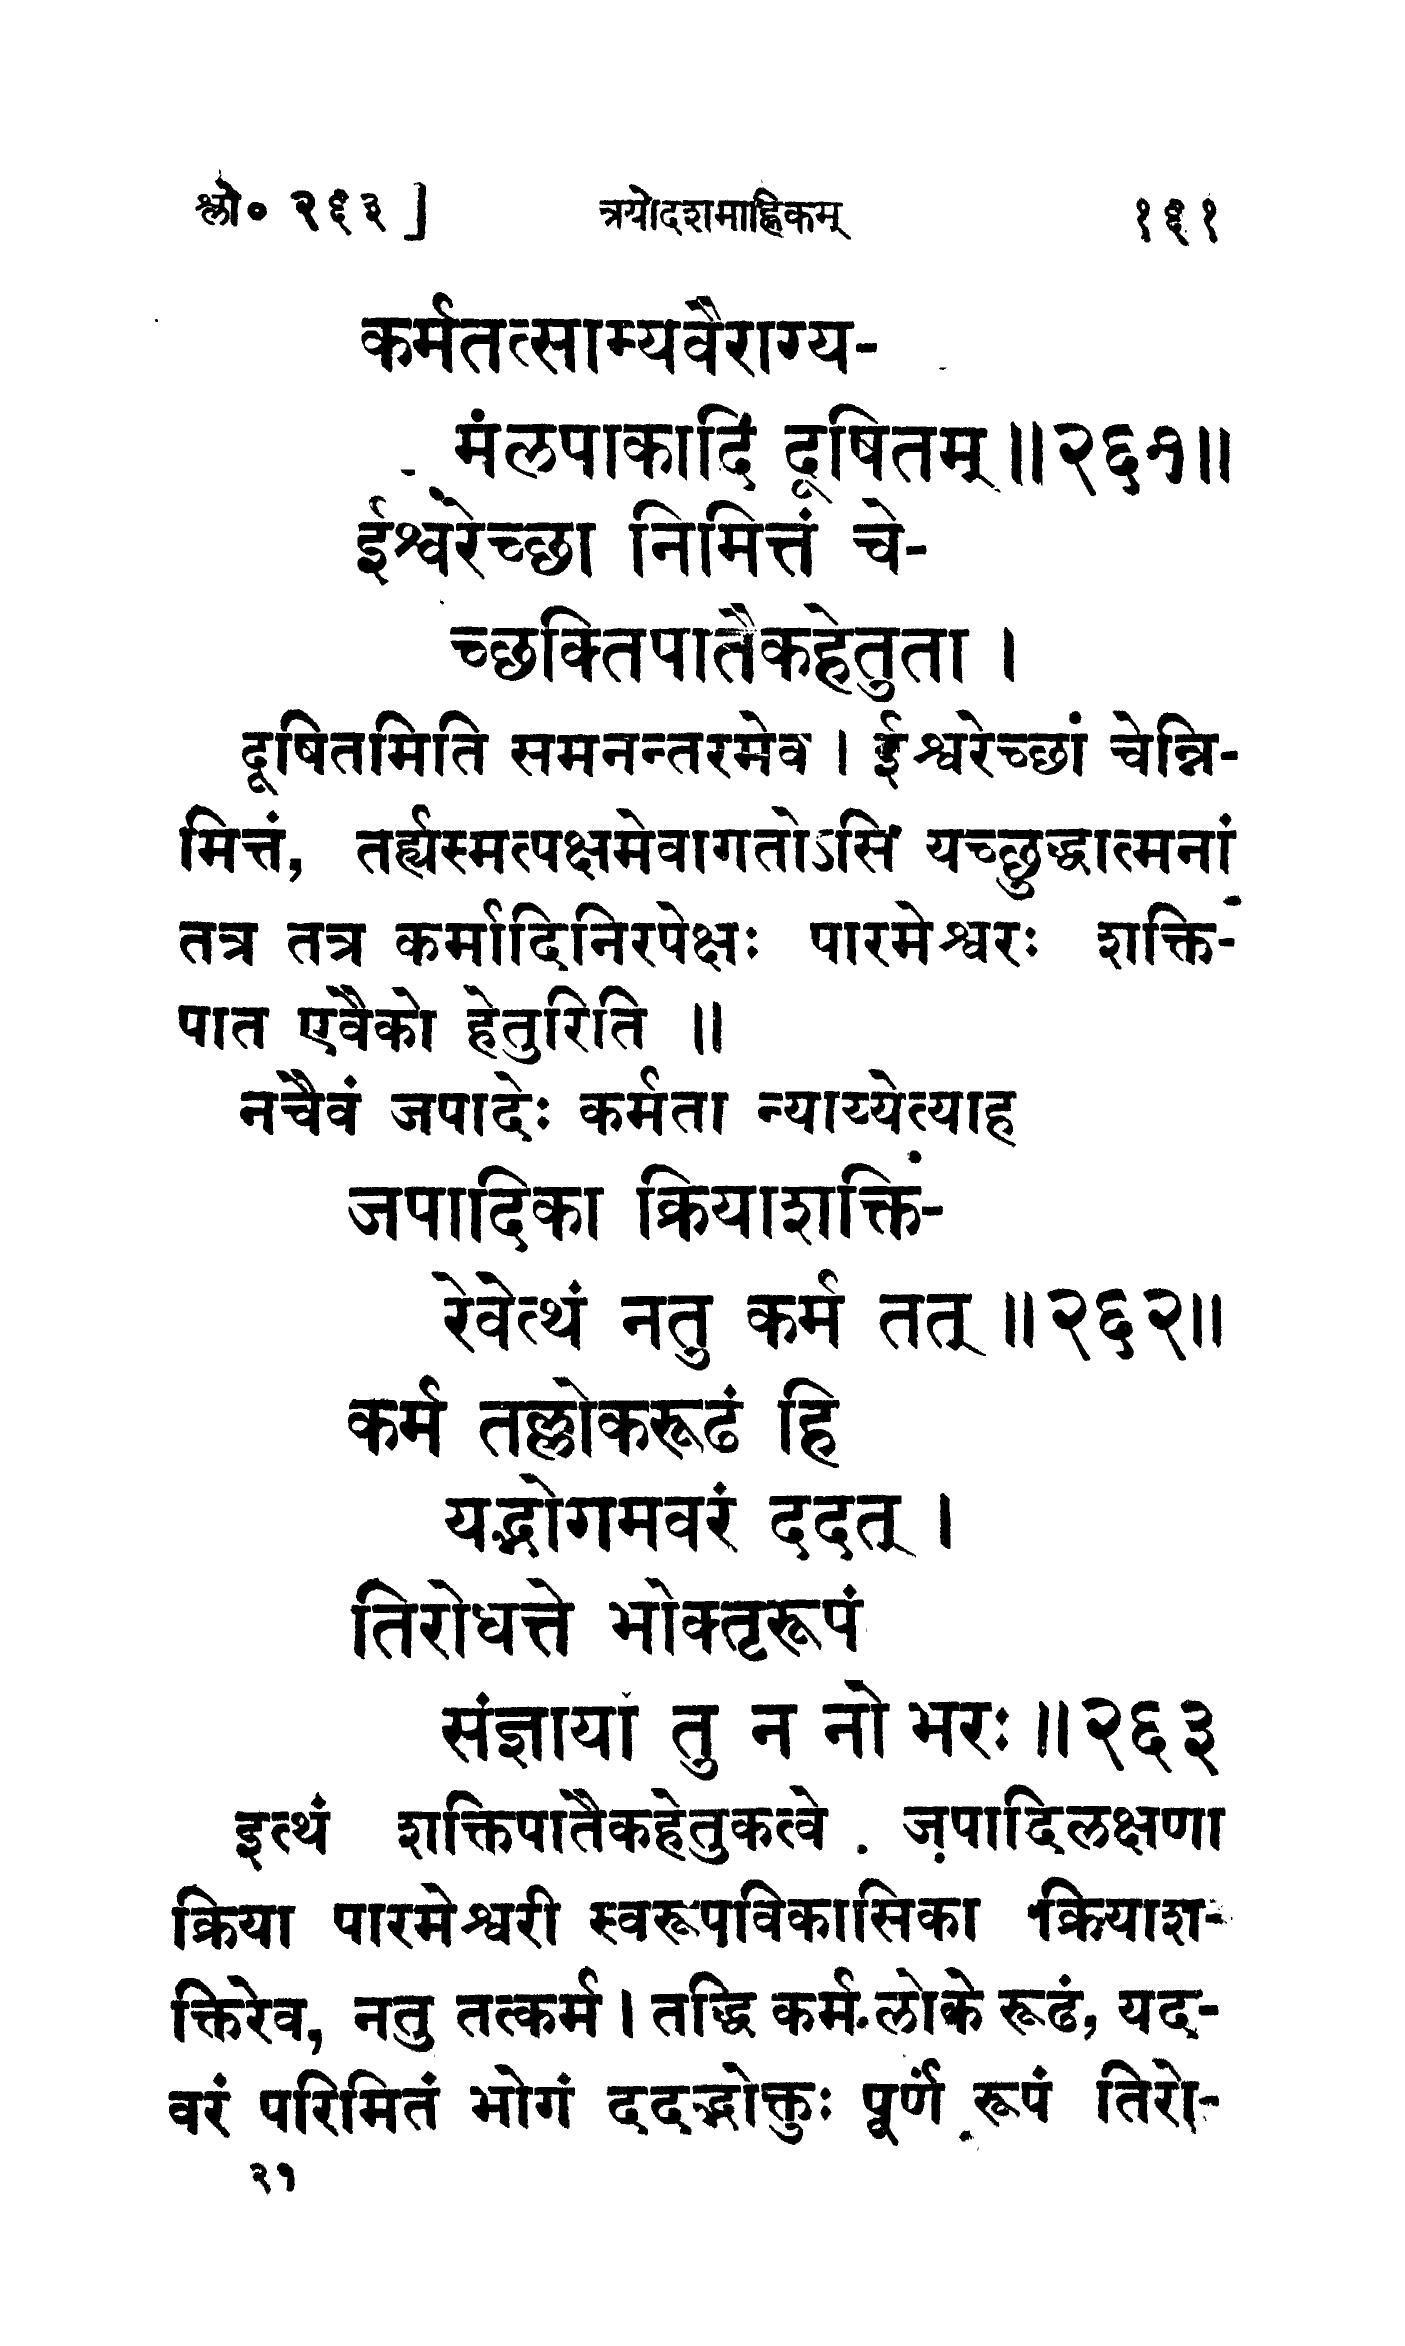 श्लो० २६३] त्रयोदशमाह्निकम् १६१
कर्मतत्साम्यवैराग्य-
मलपाकादि दूषितम् ॥२६१॥
ईश्वरेच्छा निमित्तं चे-
च्छक्तिपातैकहेतुता ।
दूषितमिति समनन्तरमेव । ईश्वरेच्छां चेन्नि-
मित्तं, तर्ह्यस्मत्पक्षमेवागतोऽसि यच्छुद्धात्मनां
तत्र तत्र कर्मादिनिरपेक्षः पारमेश्वरः शक्ति-
पात एवैको हेतुरिति ॥
नचैवं जपादेः कर्मता न्याय्येत्याह
जपादिका क्रियाशक्ति-
रेवेत्थं नतु कर्म तत् ॥२६२॥
कर्म तल्लोकरूढं हि
यद्भोगमवरं ददत् ।
तिरोधत्ते भोक्तृरूपं
संज्ञायां तु न नो भरः ॥२६३
इत्थं शक्तिपातैकहेतुकत्वे जपादिलक्षणा
क्रिया पारमेश्वरी स्वरूपविकासिका क्रियाश-
क्तिरेव, नतु तत्कर्म । तद्धि कर्म लोके रूढं, यद-
वरं परिमितं भोगं ददद्भोक्तुः पूर्णं रूपं तिरो-
२१